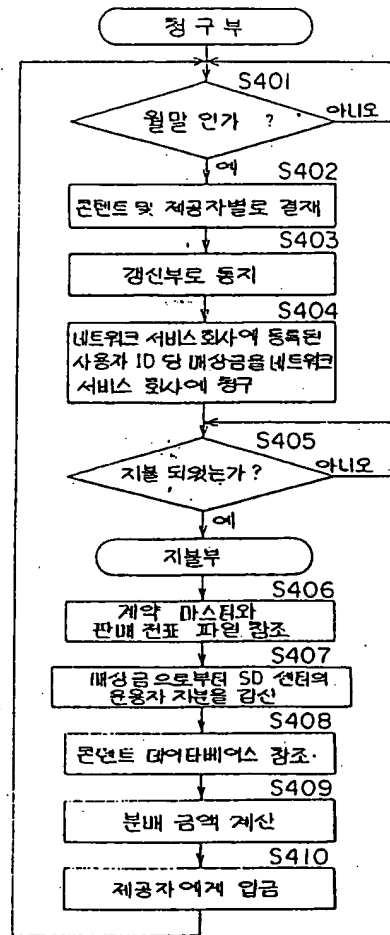 청구부
S401
월말 인가 ?
아니오
예
S402
콘텐트 및 제공자별로 결재
S403
갱신부로 통지
S404
네트워크 서비스 회사에 등록된
사용자 ID 당 매상금을 네트워크
서비스 회사에 청구
S405
지불 되었는가 ?
아니오
예
지불부
S406
계약 마스터와
판매 전표 파일 참조
S407
매상금으로부터 SD 센터의
운용자 지분을 감산
S408
콘텐트 데이타베이스 참조
S409
분배 금액 계산
S410
제공자에게 입금